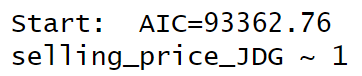 Start:  AIC=93362.76
selling_price_JDG ~ 1